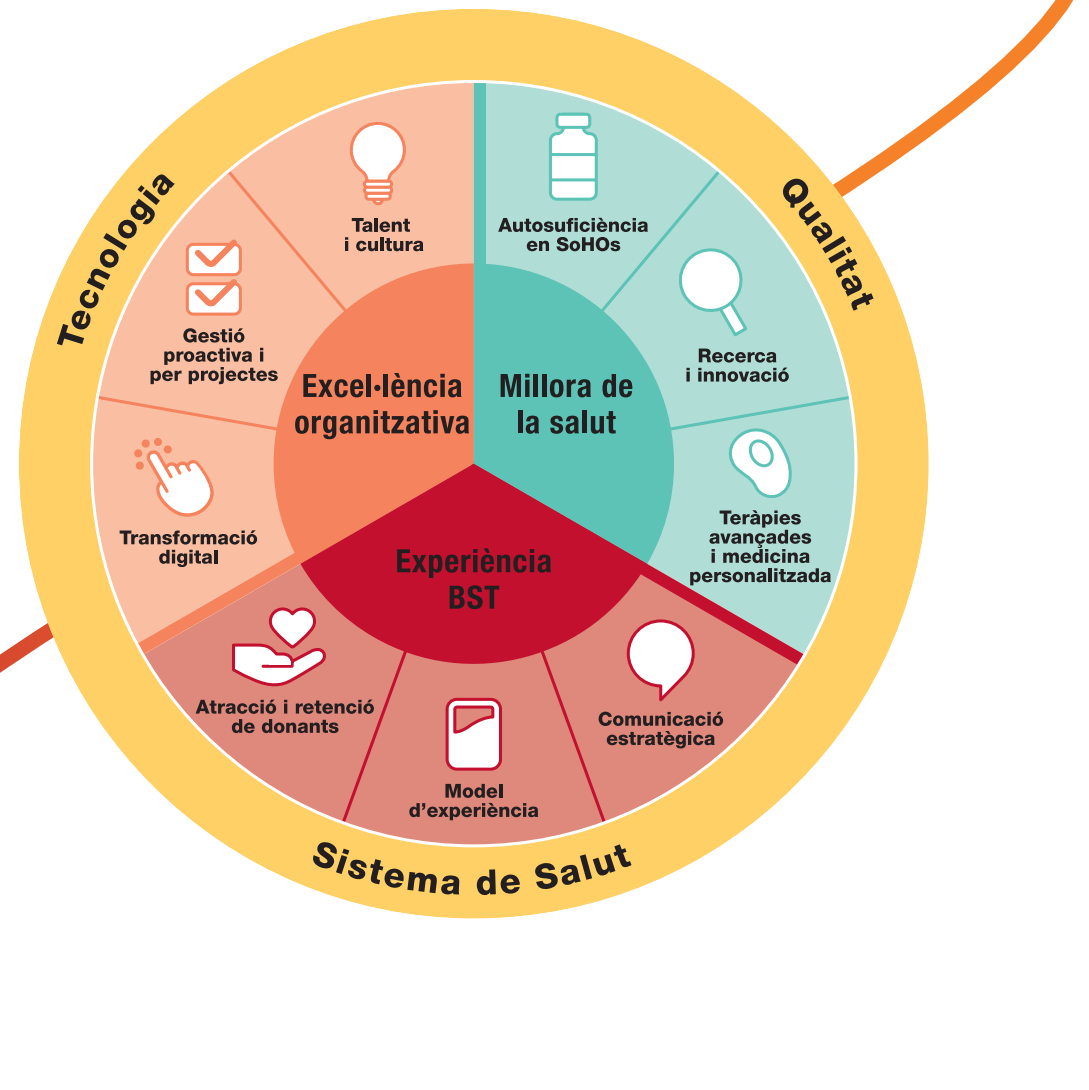 Tecnologia
Qualitat
Sistema de Salut
Excel·lència
organitzativa
Millora de
la salut
Experiència
BST
Talent
i cultura
Gestió
proactiva i
per projectes
Transformació
digital
Autosuficiència
en SoHOs
Recerca
i innovació
Teràpies
avançades
i medicina
personalitzada
Atracció i retenció
de donants
Model
d’experiència
Comunicació
estratègica